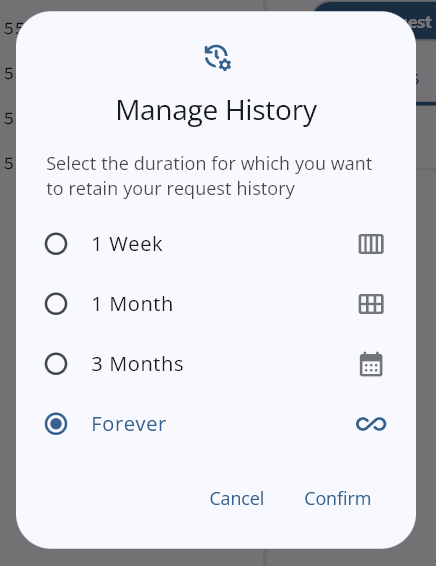 Manage History
Select the duration for which you want
to retain your request history
1 Week
1 Month
3 Months
Forever
Cancel
Confirm